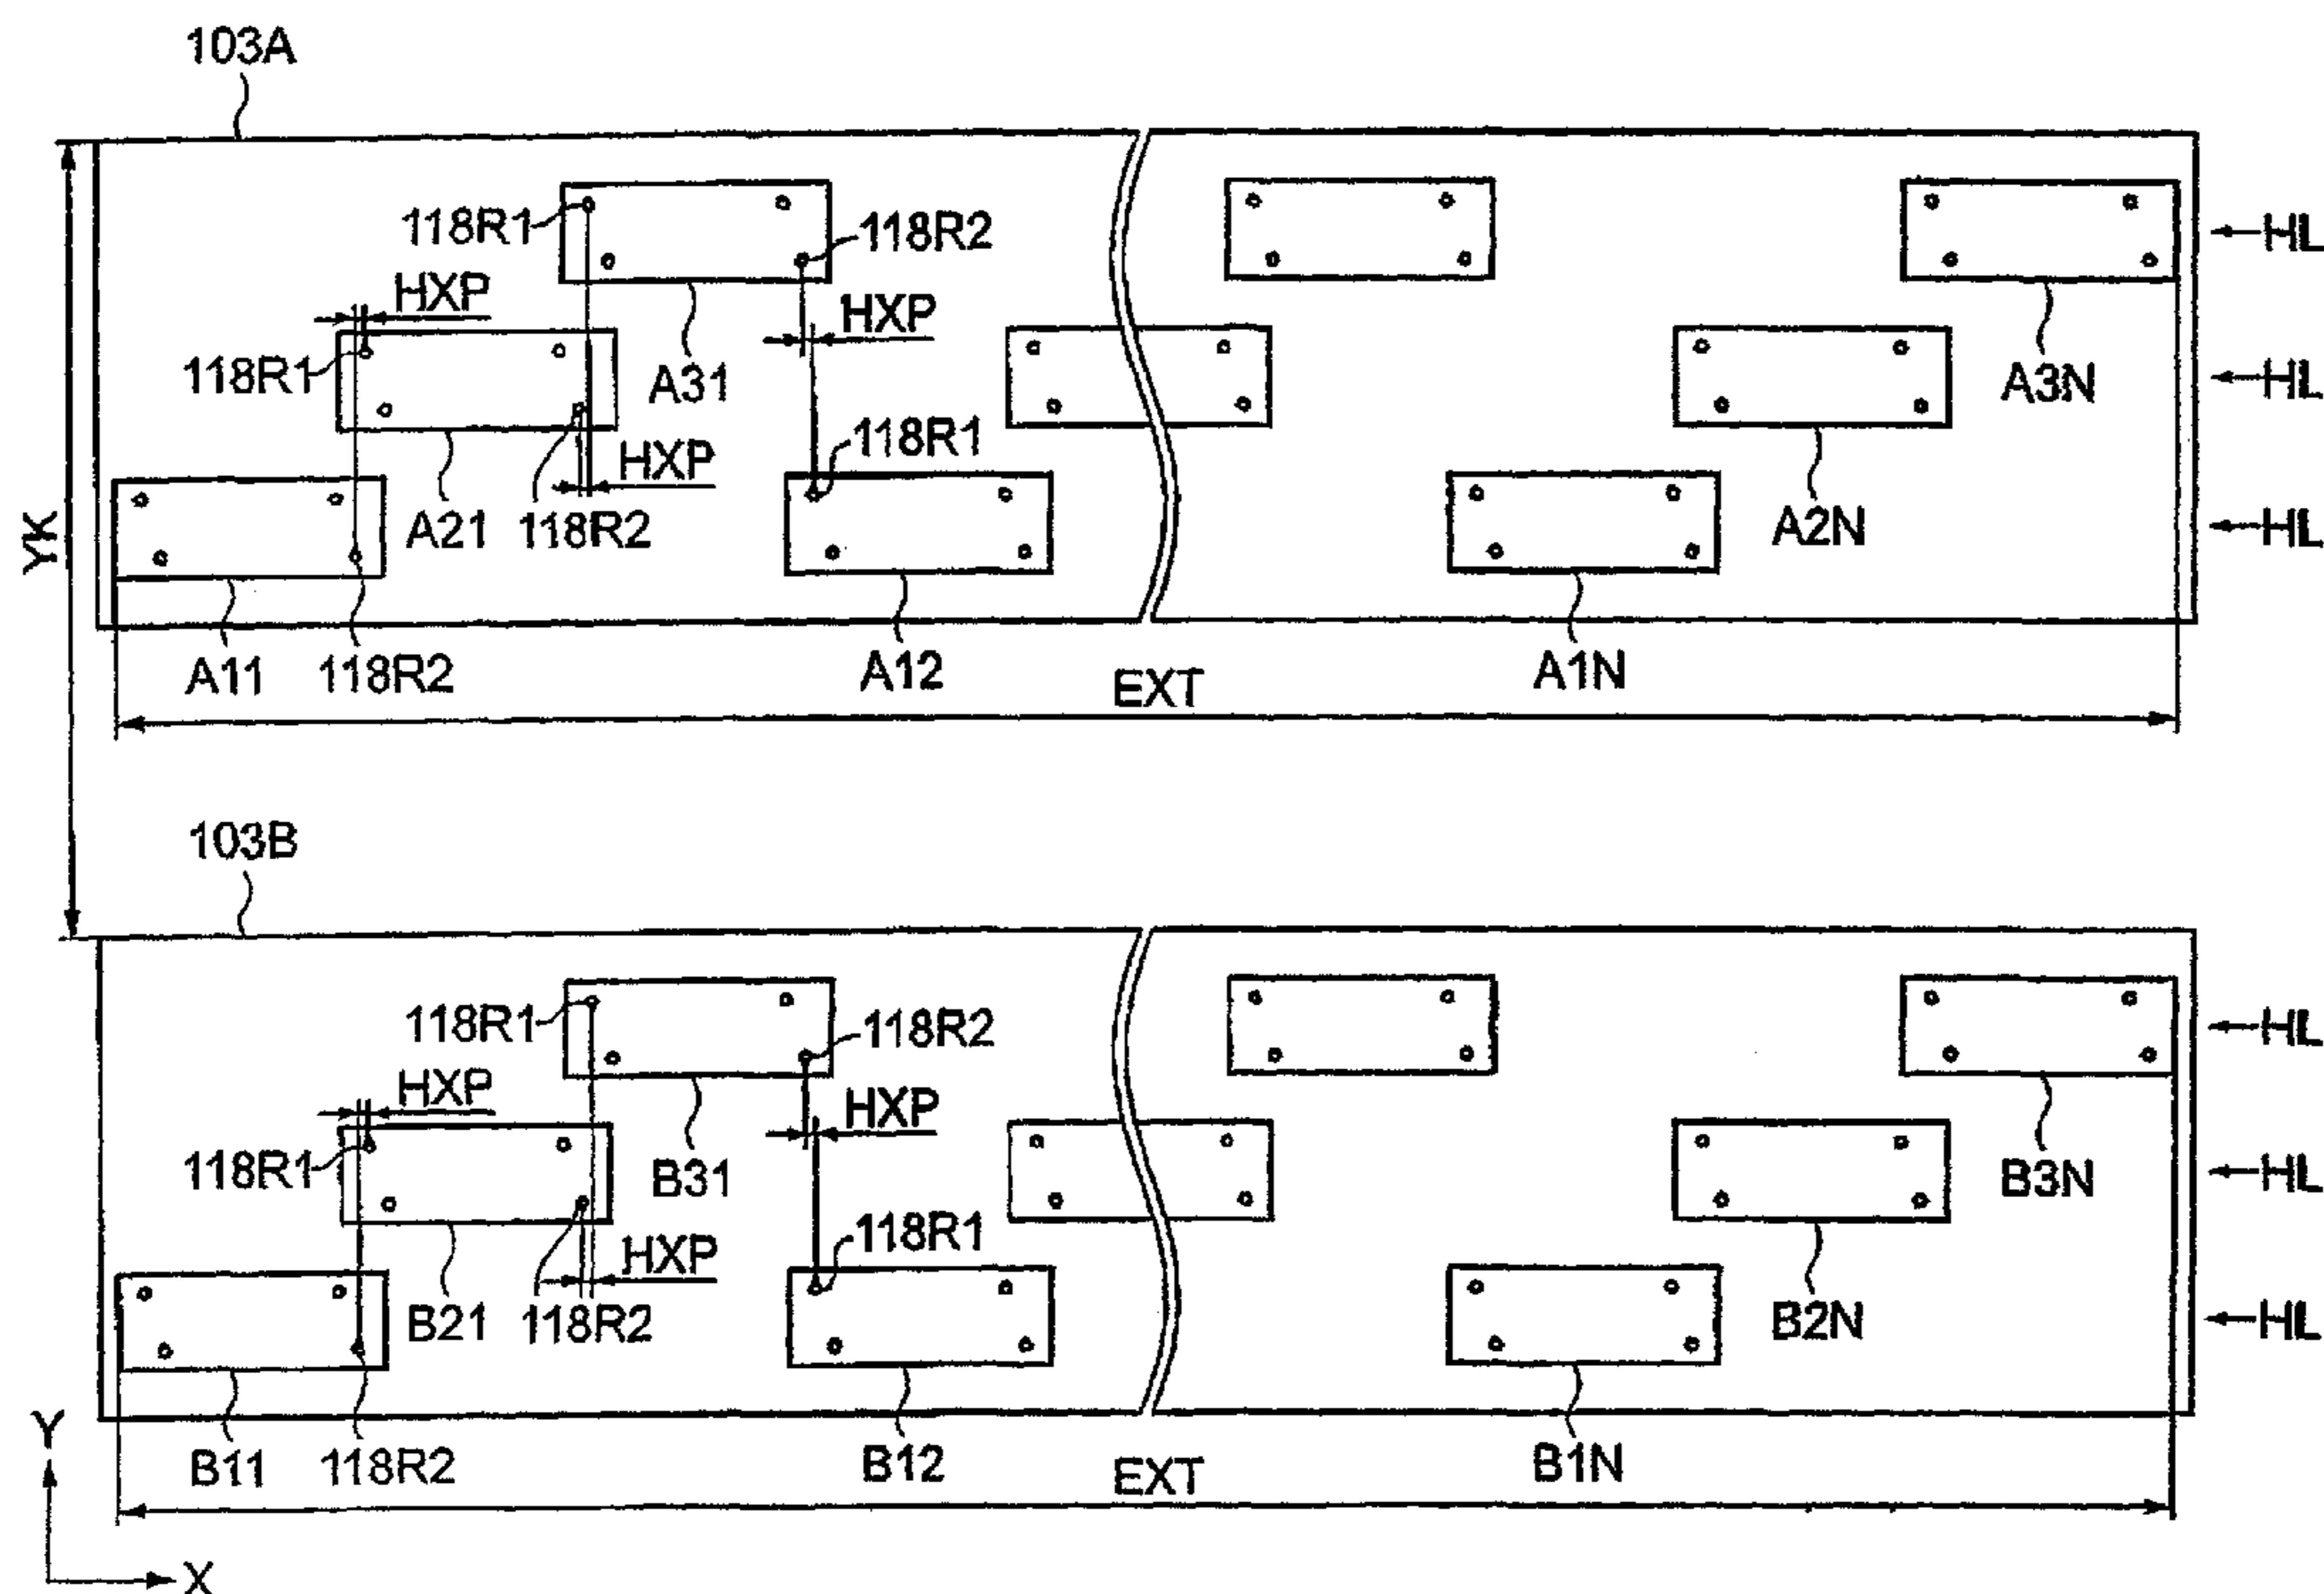 103A
118R1
118R2
HL
HXP
HXP
118R1
A31
A3N
HL
118R1
HXP
A21
118R2
A2N
HL
YK
A11
118R2
A12
A1N
EXT
103B
118R1
118R2
HL
HXP
HXP
118R1
B31
B3N
HL
118R1
HXP
B21
118R2
B2N
HL
Y
B11
118R2
B12
B1N
EXT
X